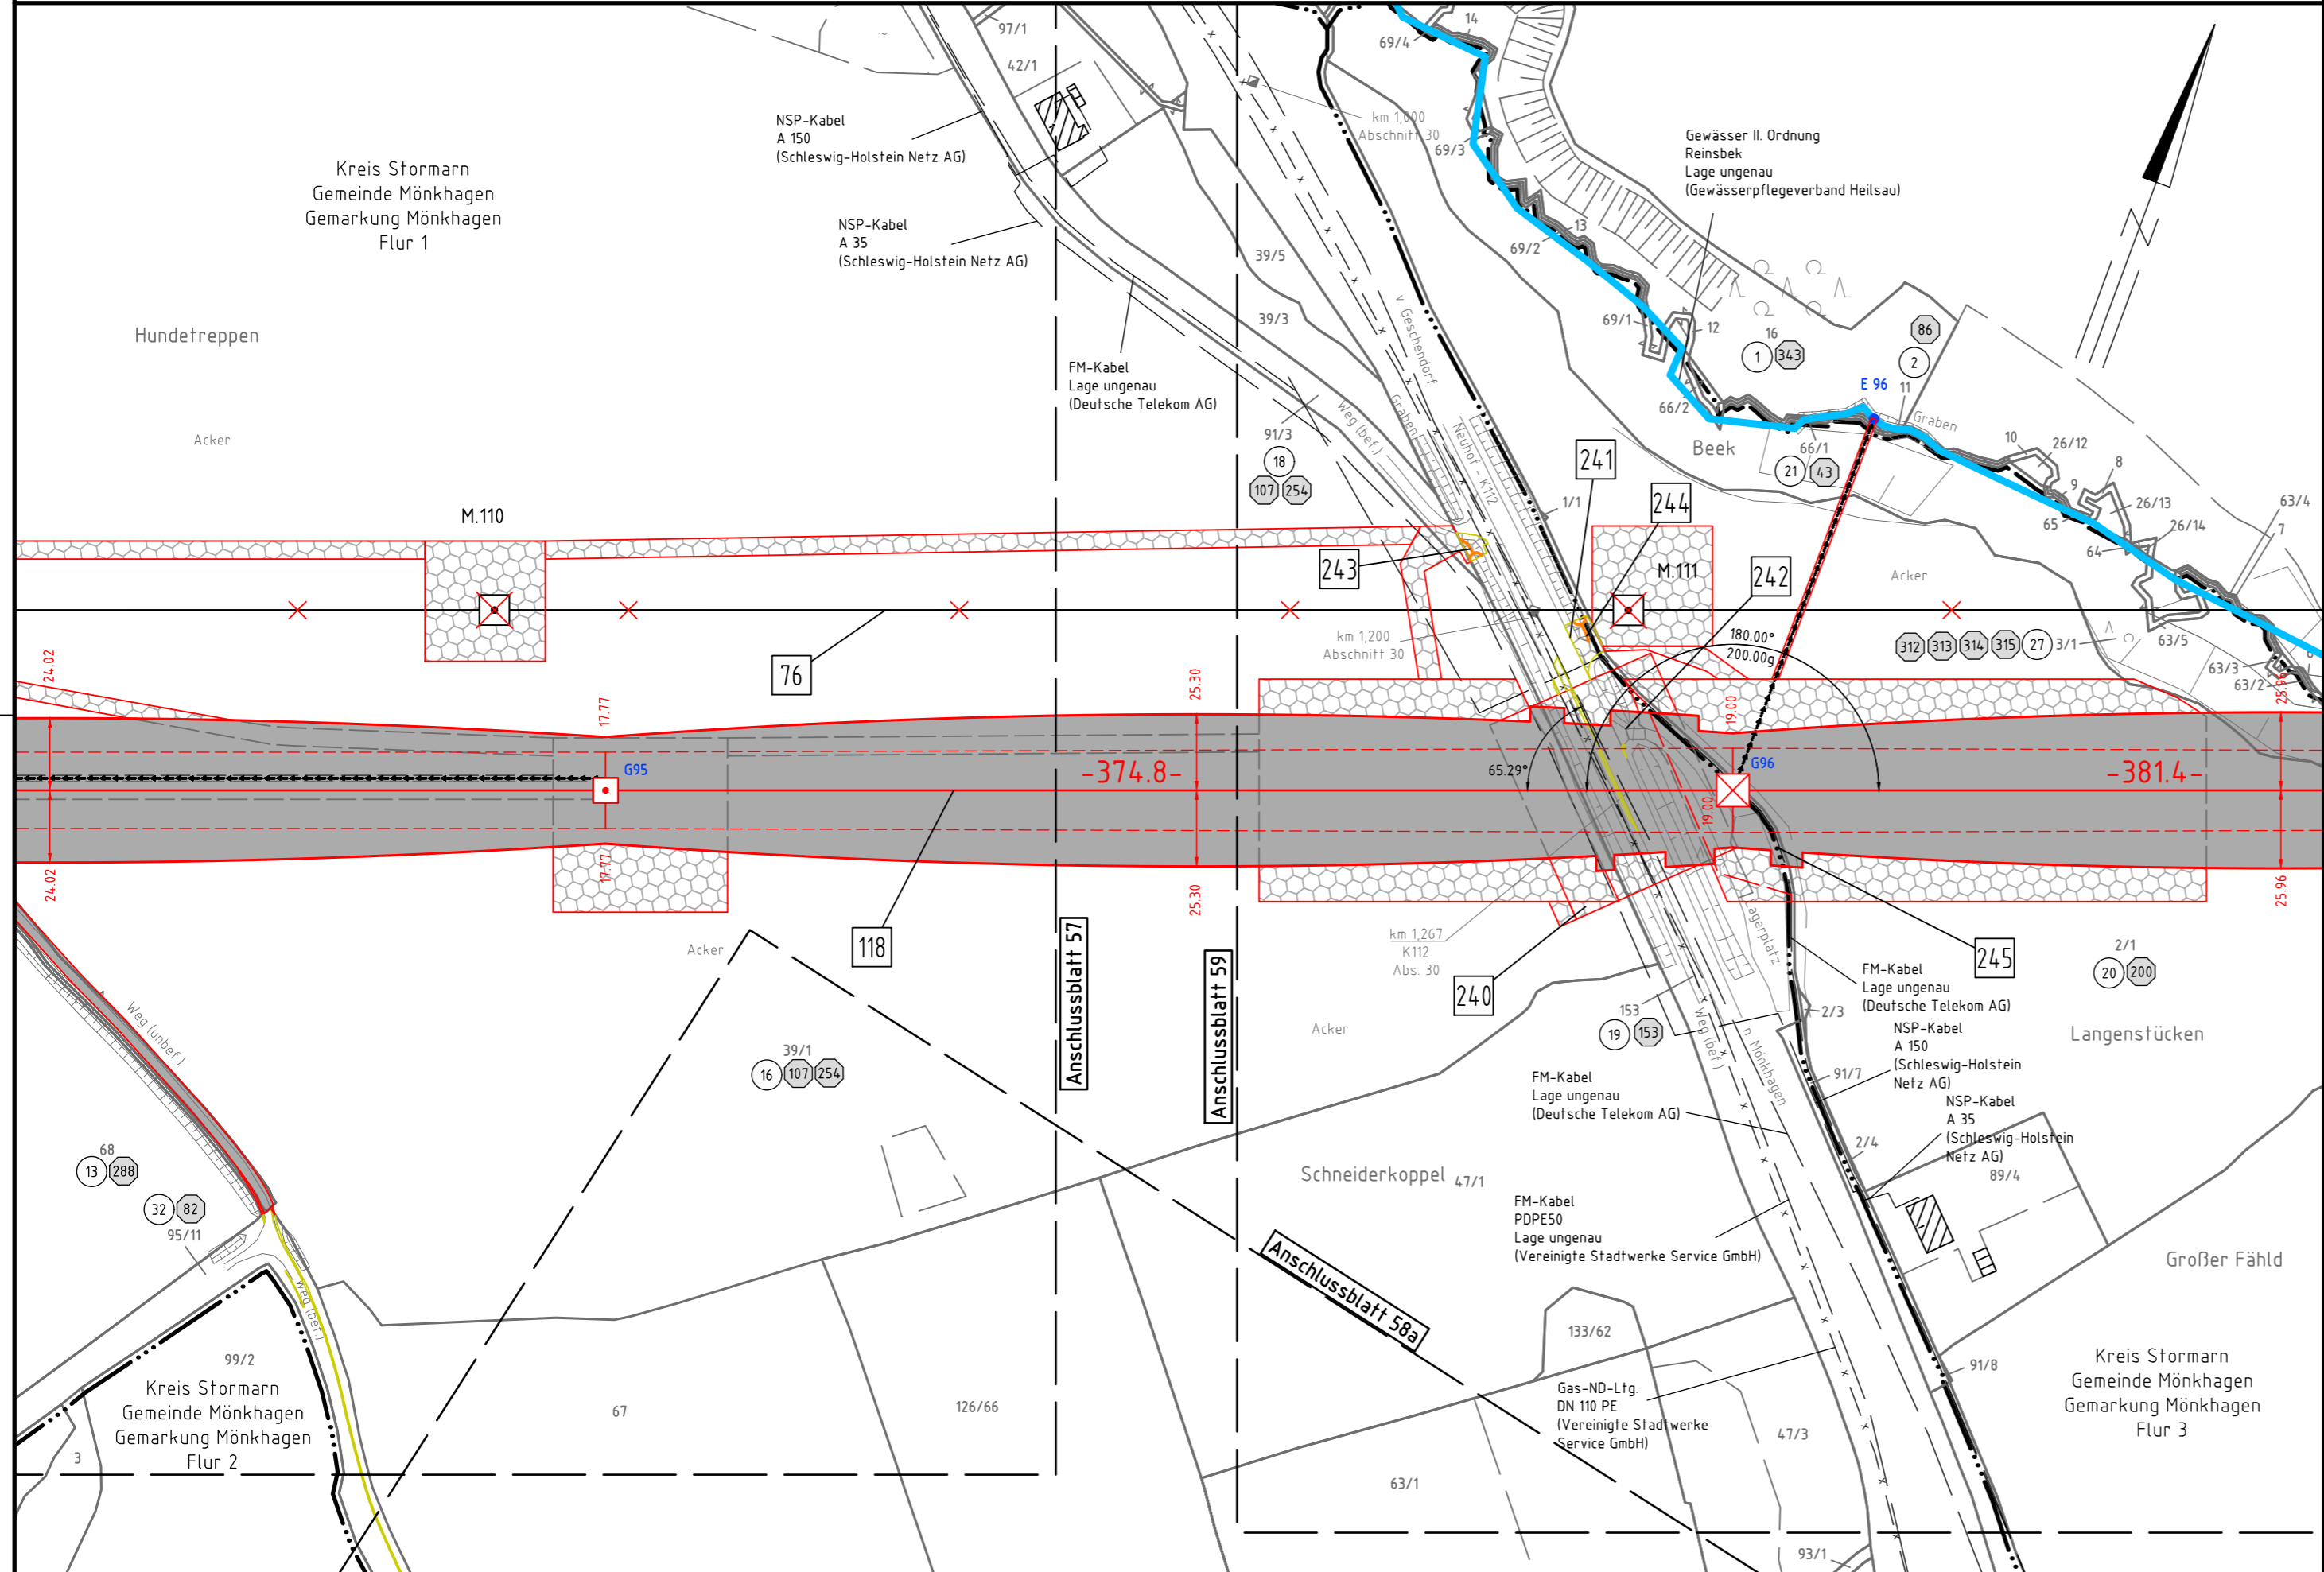 97/1
42/1
14
69/4
NSP-Kabel
A 150
(Schleswig-Holstein Netz AG)
km 1,000
Abschnitt 30
69/3
Gewässer II. Ordnung
Reinsbek
Lage ungenau
(Gewässerpflegeverband Heilsau)
Kreis Stormarn
Gemeinde Mönkhagen
Gemarkung Mönkhagen
Flur 1
NSP-Kabel
A 35
(Schleswig-Holstein Netz AG)
13
69/2
39/5
39/3
v. Geschendorf
69/1
12
16
1
343
86
2
Hundetreppen
FM-Kabel
Lage ungenau
(Deutsche Telekom AG)
E 96
11
66/2
Graben
Graben
Weg (bef.)
Neuhof - K112
Acker
91/3
18
107
254
Beek
66/1
21
43
10
26/12
8
9
26/13
65
26/14
64
63/4
7
241
244
1/1
M.110
243
M.111
242
Acker
km 1,200
Abschnitt 30
180.00°
200.00g
312
313
314
315
27
3/1
63/5
63/3
63/2
6
76
24.02
17.77
25.30
19.00
25.96
G95
-374.8-
65.29°
G96
-381.4-
19.00
24.02
17.77
25.30
25.96
118
Acker
Anschlussblatt 57
Anschlussblatt 59
km 1,267
K112
Abs. 30
240
Lagerplatz
245
FM-Kabel
Lage ungenau
(Deutsche Telekom AG)
2/1
20
200
Weg (unbef.)
Acker
153
19
153
2/3
Weg (bef.)
n. Mönkhagen
Langenstücken
NSP-Kabel
A 150
(Schleswig-Holstein
Netz AG)
39/1
16
107
254
FM-Kabel
Lage ungenau
(Deutsche Telekom AG)
91/7
NSP-Kabel
A 35
(Schleswig-Holstein
Netz AG)
2/4
89/4
68
13
288
32
82
95/11
Schneiderkoppel
47/1
FM-Kabel
PDPE50
Lage ungenau
(Vereinigte Stadtwerke Service GmbH)
Anschlussblatt 58a
Großer Fähld
Weg (bef.)
133/62
99/2
Kreis Stormarn
Gemeinde Mönkhagen
Gemarkung Mönkhagen
Flur 2
3
67
126/66
Gas-ND-Ltg.
DN 110 PE
(Vereinigte Stadtwerke
Service GmbH)
91/8
Kreis Stormarn
Gemeinde Mönkhagen
Gemarkung Mönkhagen
Flur 3
47/3
63/1
93/1